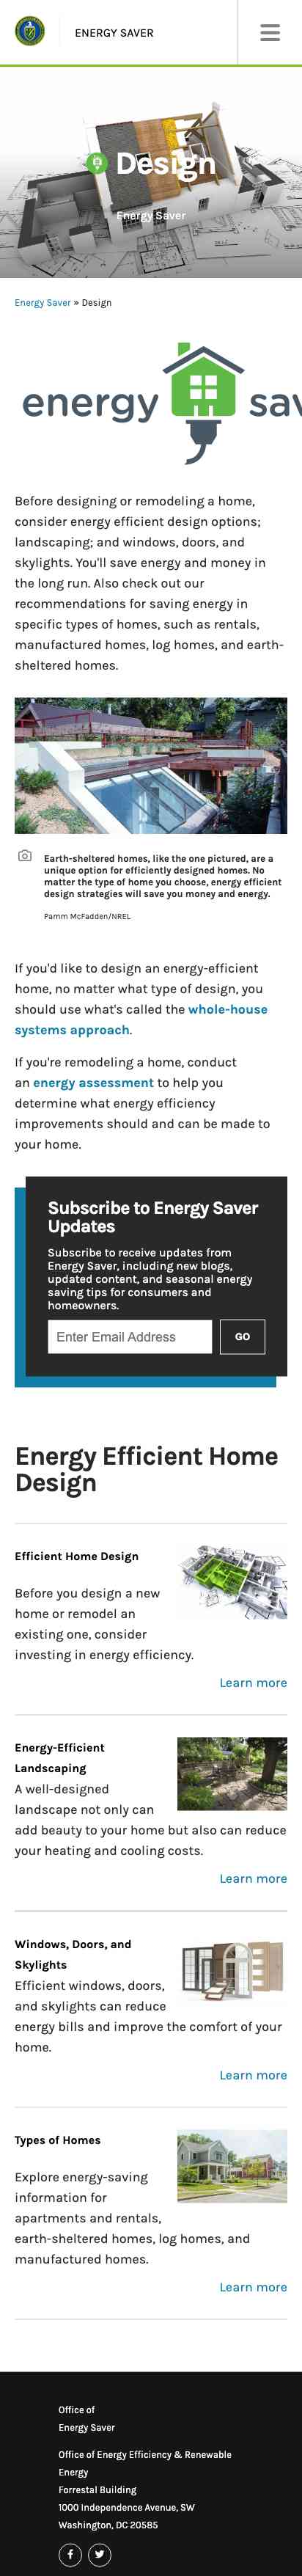 ENERGY SAVER
Design
Energy Saver
Energy Saver » Design
energy sav
Before designing or remodeling a home,
consider energy efficient design options;
landscaping; and windows, doors, and
skylights. You'll save energy and money in
the long run. Also check out our
recommendations for saving energy in
specific types of homes, such as rentals,
manufactured homes, log homes, and earth-
sheltered homes.
Earth-sheltered homes, like the one pictured, are a
unique option for efficiently designed homes. No
matter the type of home you choose, energy efficient
design strategies will save you money and energy.
Pamm McFadden/NREL
If you'd like to design an energy-efficient
home, no matter what type of design, you
should use what's called the whole-house
systems approach.
If you're remodeling a home, conduct
an energy assessment to help you
determine what energy efficiency
improvements should and can be made to
your home.
Subscribe to Energy Saver
Updates
Subscribe to receive updates from
Energy Saver, including new blogs,
updated content, and seasonal energy
saving tips for consumers and
homeowners.
Enter Email Address GO
Energy Efficient Home
Design
Efficient Home Design
Before you design a new
home or remodel an
existing one, consider
investing in energy efficiency.
Learn more
Energy-Efficient
Landscaping
A well-designed
landscape not only can
add beauty to your home but also can reduce
your heating and cooling costs.
Learn more
Windows, Doors, and
Skylights
Efficient windows, doors,
and skylights can reduce
energy bills and improve the comfort of your
home.
Learn more
Types of Homes
Explore energy-saving
information for
apartments and rentals,
earth-sheltered homes, log homes, and
manufactured homes.
Learn more
Office of
Energy Saver
Office of Energy Efficiency & Renewable
Energy
Forrestal Building
1000 Independence Avenue, SW
Washington, DC 20585